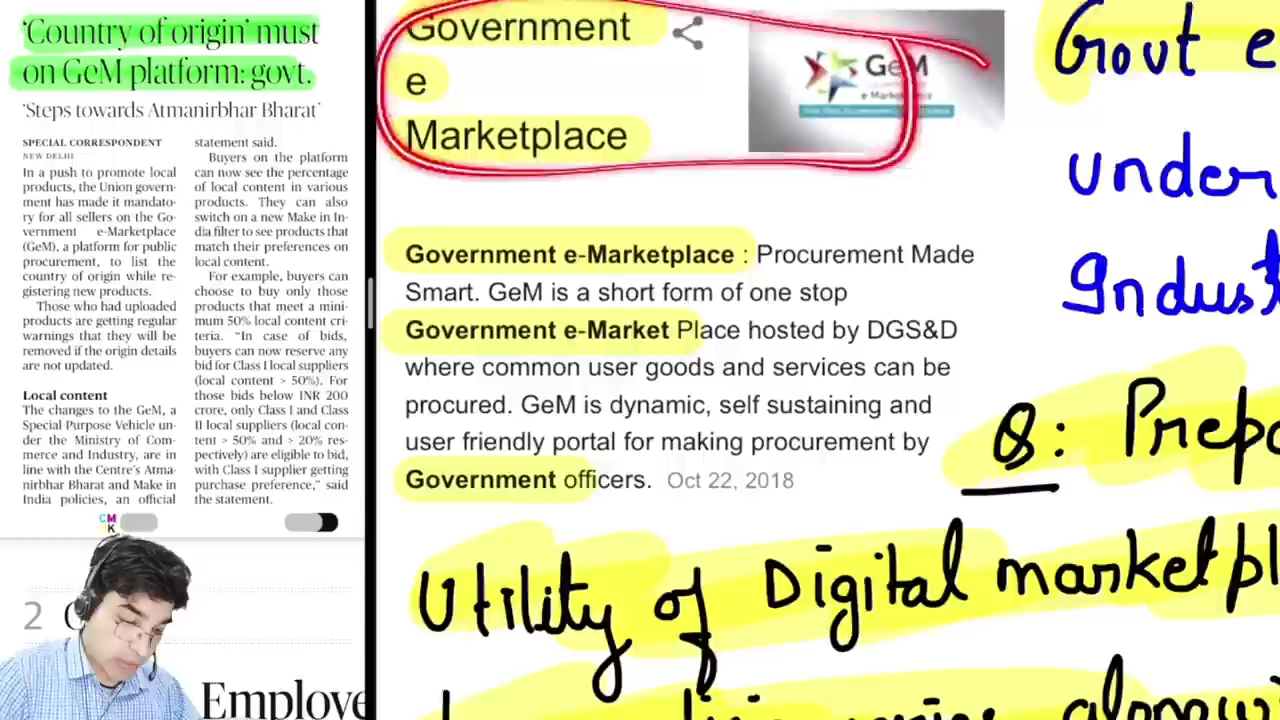 'Country of origin' must
on GeM platform: govt.
'Steps towards Atmanirbhar Bharat'
SPECIAL CORRESPONDENT
NEW DELHI
In a push to promote local
products, the Union govern-
ment has made it mandato-
ry for all sellers on the Go-
vernment e-Marketplace
(GeM), a platform for public
procurement, to list the
country of origin while re-
gistering new products.
Those who had uploaded
products are getting regular
warnings that they will be
removed if the origin details
are not updated.
Local content
The changes to the GeM, a
Special Purpose Vehicle un-
der the Ministry of Com-
merce and Industry, are in
line with the Centre's Atma-
nirbhar Bharat and Make in
India policies, an official
statement said.
Buyers on the platform
can now see the percentage
of local content in various
products. They can also
switch on a new Make in In-
dia filter to see products that
match their preferences on
local content.
For example, buyers can
choose to buy only those
products that meet a mini-
mum 50% local content cri-
teria. "In case of bids,
buyers can now reserve any
bid for Class I local suppliers
(local content > 50%). For
those bids below INR 200
crore, only Class I and Class
II local suppliers (local con-
tent > 50% and > 20% res-
pectively) are eligible to bid,
with Class I supplier getting
purchase preference," said
the statement.
CM
K
2
Employe
Government
e
Marketplace
GeM
Government e-Marketplace : Procurement Made
Smart. GeM is a short form of one stop
Government e-Market Place hosted by DGS&D
where common user goods and services can be
procured. GeM is dynamic, self sustaining and
user friendly portal for making procurement by
Government officers. Oct 22, 2018
Govt e
under
Indust
Q: Prepa
Utility of Digital marketpl